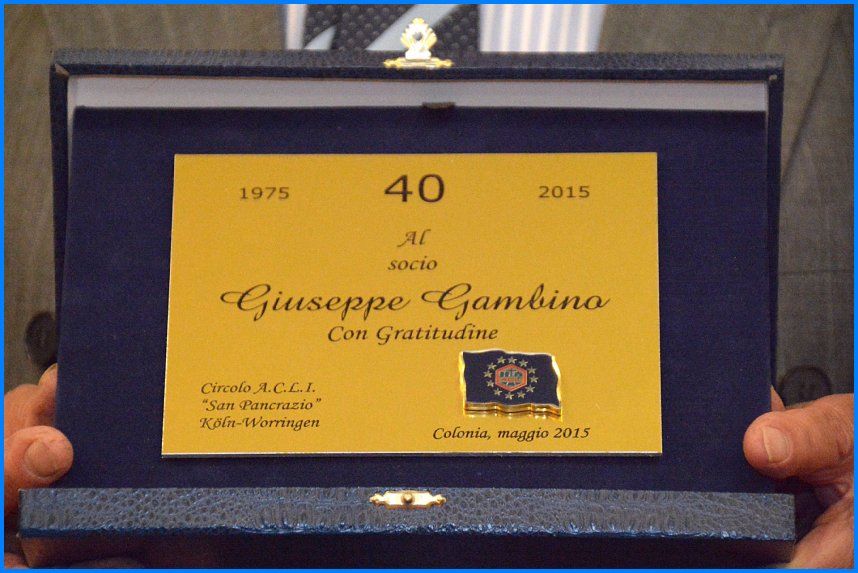 1975 40 2015
Al
socio
Giuseppe Gambino
Con Gratitudine
Circolo A.C.L.I.
"San Pancrazio"
Köln-Worringen
Colonia, maggio 2015